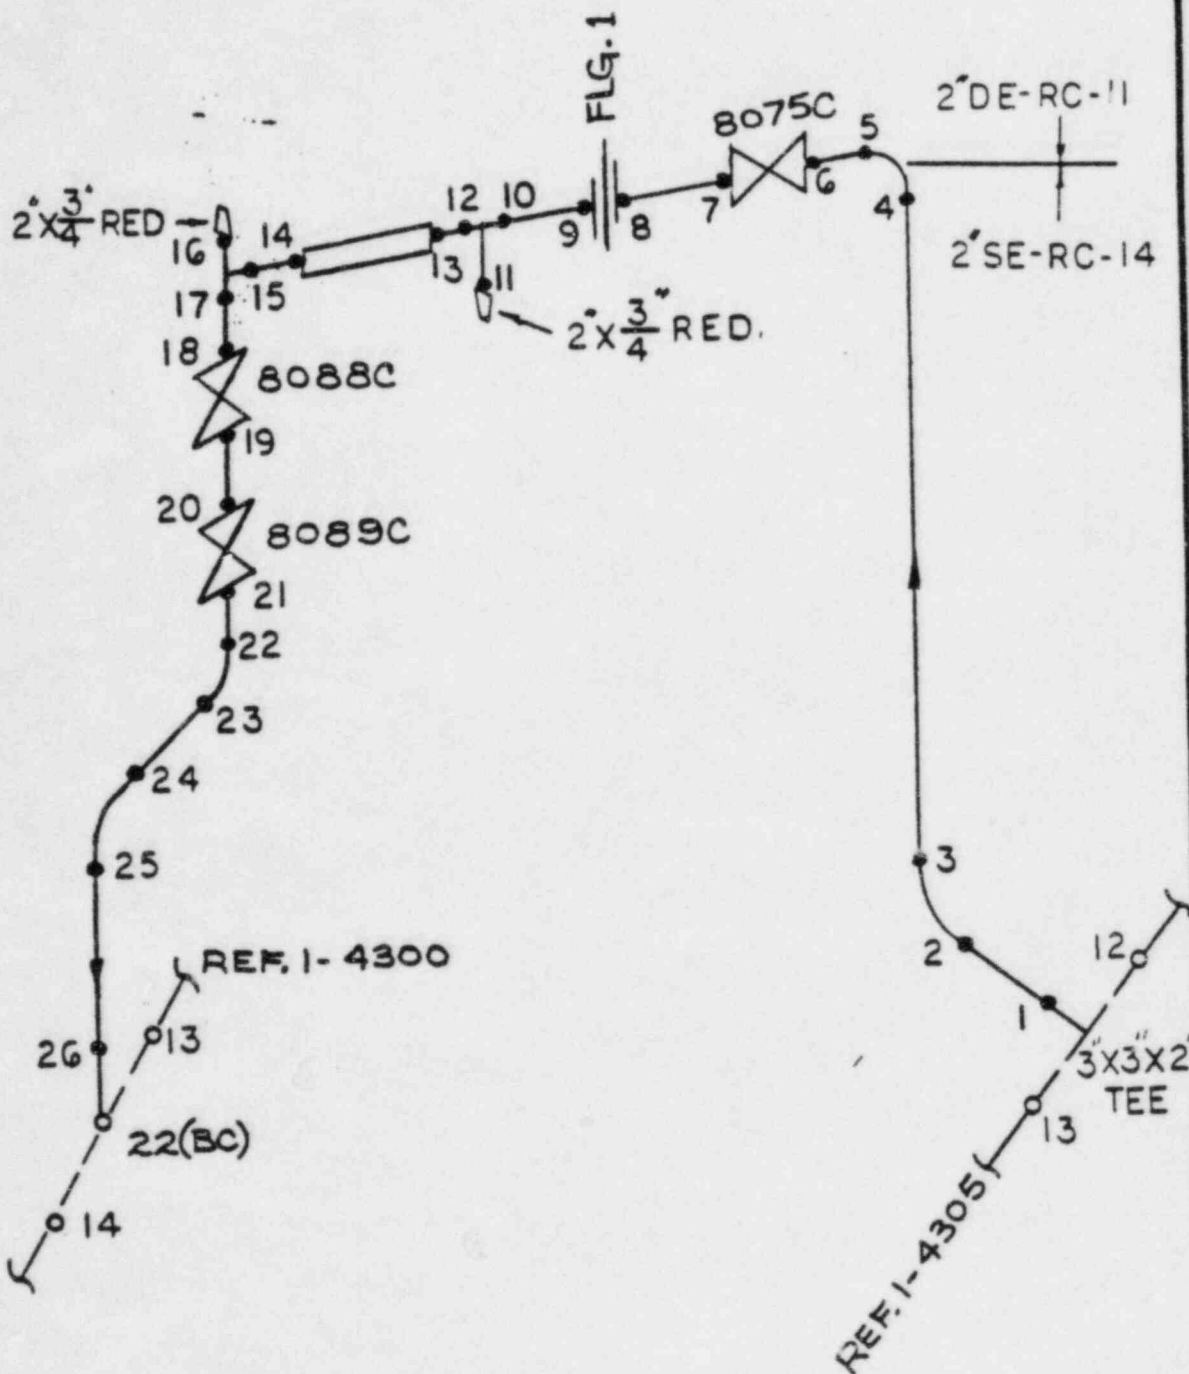 FLG. 1
2"DE-RC-11
2"SE-RC-14
8075C
5
6
4
7
8
9
10
12
13
11
2"X 3/4" RED.
14
15
2"X 3/4" RED
16
17
18
8088C
19
20
8089C
21
22
23
24
25
26
REF. 1-4300
13
22(BC)
14
3
2
1
12
3"X3"X2"
TEE
13
REF. 1-4305